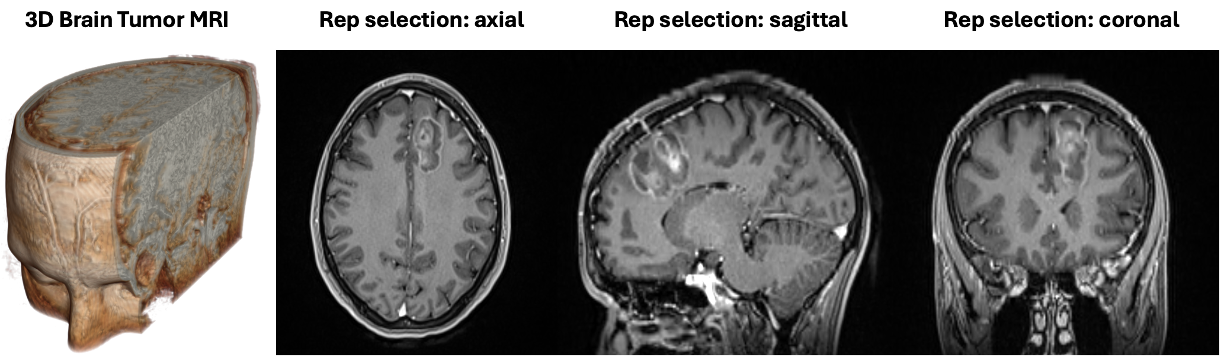 3D Brain Tumor MRI
Rep selection: axial
Rep selection: sagittal
Rep selection: coronal